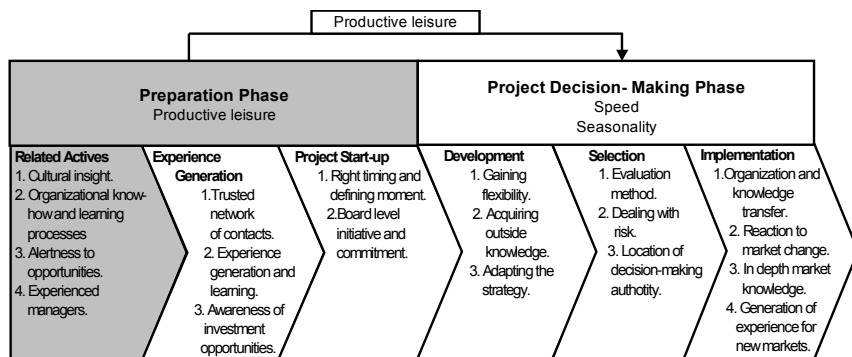 Productive leisure
Preparation Phase
Productive leisure
Project Decision- Making Phase
Speed
Seasonality
Related Actives
1. Cultural insight.
2. Organizational know-
how and learning
processes
3. Alertness to
opportunities.
4. Experienced
managers.
Experience
Generation
1.Trusted
network
of contacts.
2. Experience
generation and
learning.
3. Awareness of
investment
opportunities.
Project Start-up
1. Right timing and
defining moment.
2.Board level
initiative and
commitment.
Development
1. Gaining
flexibility.
2. Acquiring
outside
knowledge.
3. Adapting the
strategy.
Selection
1. Evaluation
method.
2. Dealing with
risk.
3. Location of
decision-making
authotity.
Implementation
1.Organization and
knowledge
transfer.
2. Reaction to
market change.
3. In depth market
knowledge.
4. Generation of
experience for
new markets.